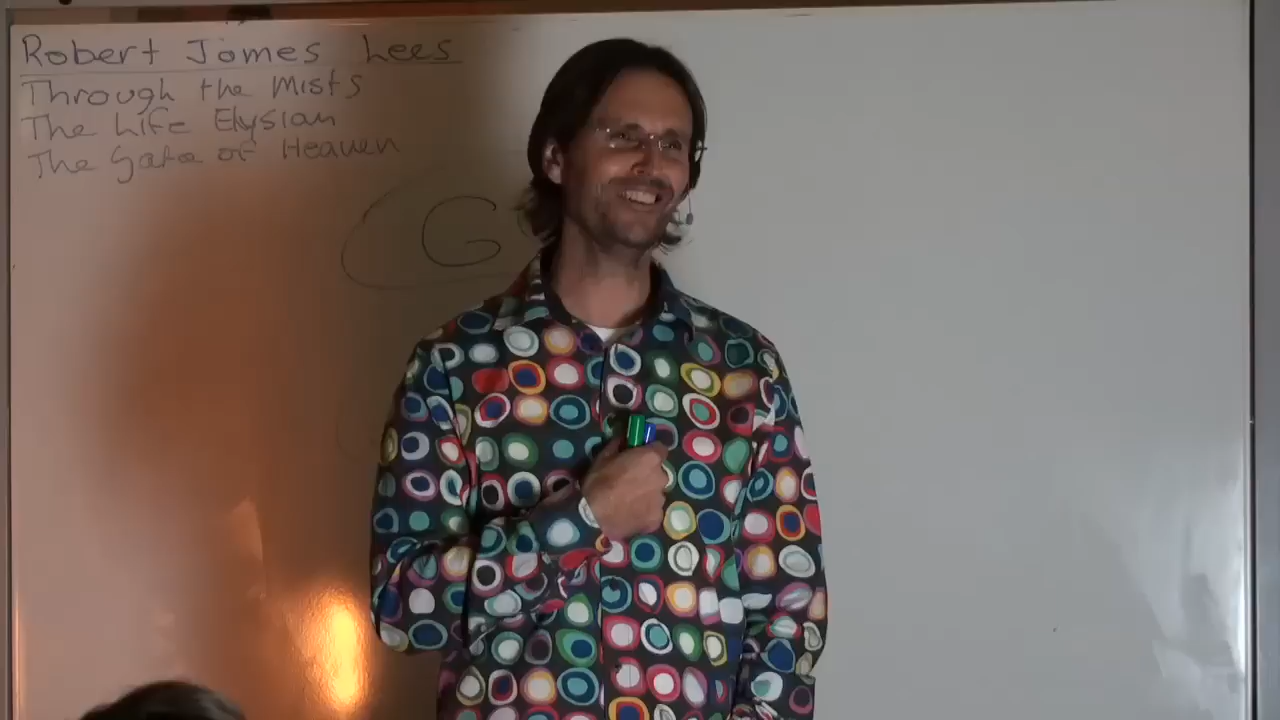 Robert James Lees
Through the Mists
The Life Elysian
The Gate of Heaven
G